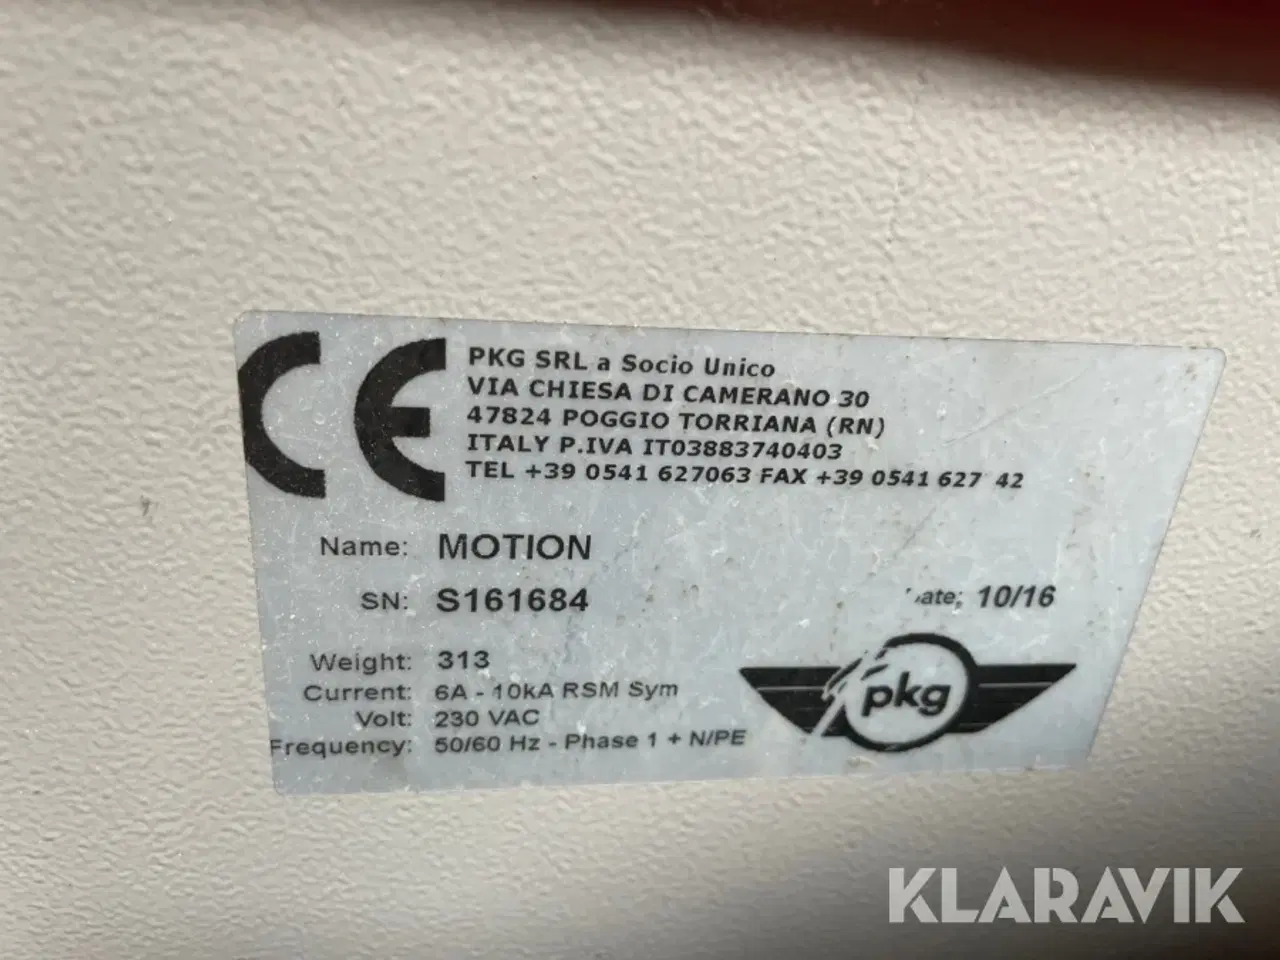 CE
PKG SRL a Socio Unico
VIA CHIESA DI CAMERANO 30
47824 POGGIO TORRIANA (RN)
ITALY P.IVA IT03883740403
TEL +39 0541 627063 FAX +39 0541 627 42
Name: MOTION
SN: S161684
ate: 10/16
Weight: 313
Current: 6A - 10kA RSM Sym
Volt: 230 VAC
Frequency: 50/60 Hz - Phase 1 + N/PE
pkg
KLARAVIK